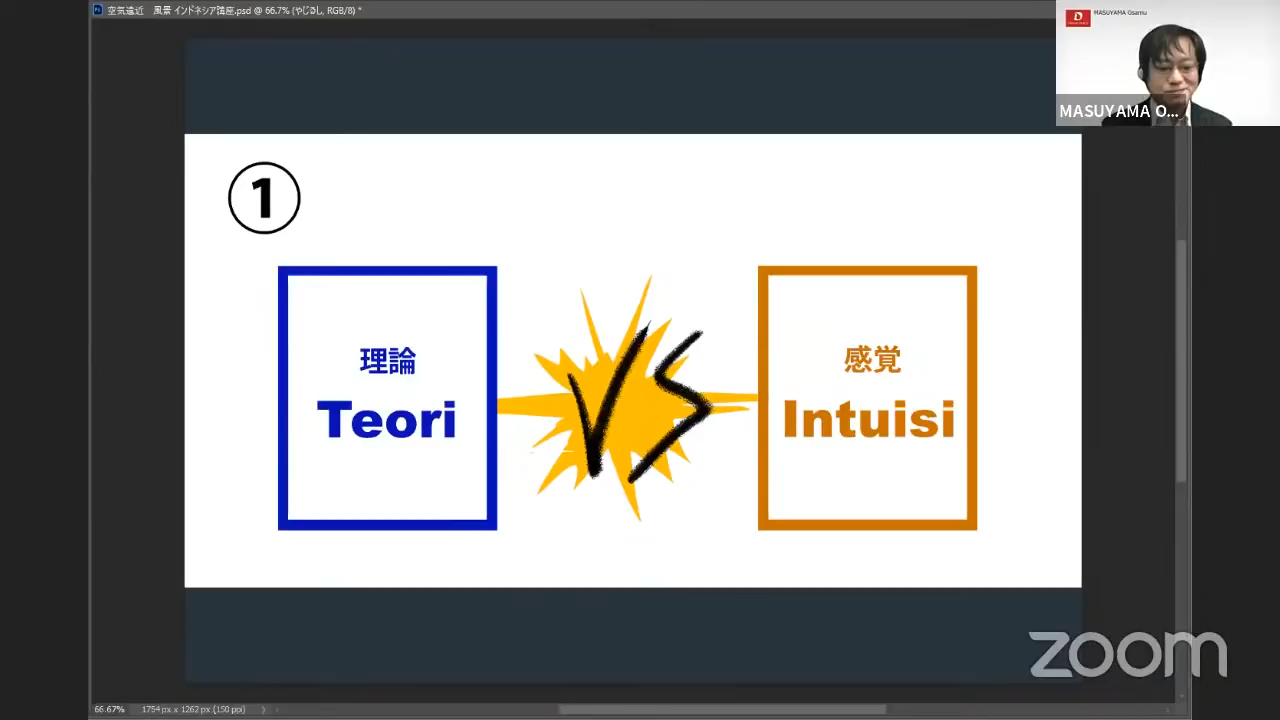 空気遠近 風景 インドネシア講座.psd @ 66.7% (やじるし, RGB/8) *
D
MASUYAMA Osamu
MASUYAMA O...
①
理論
Teori
VS
感覚
Intuisi
zoom
66.67%
1754 px x 1262 px (150 ppi)